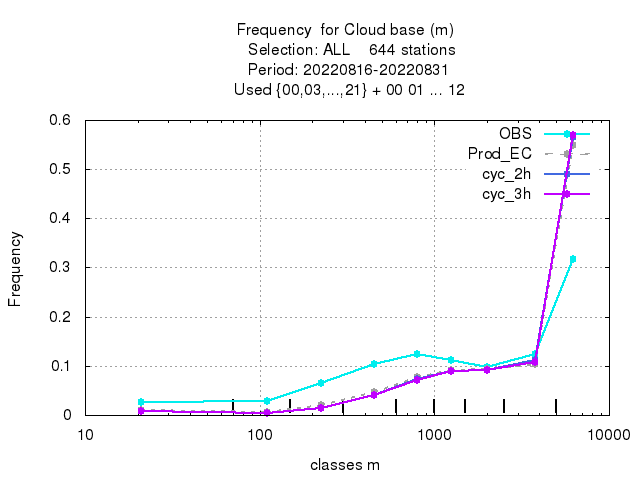 Frequency  for Cloud base (m)
Selection: ALL    644 stations
Period: 20220816-20220831
Used {00,03,...,21} + 00 01 ... 12
0.6
0.5
0.4
0.3
0.2
0.1
0
Frequency
OBS
Prod_EC
cyc_2h
cyc_3h
10
100
1000
10000
classes m